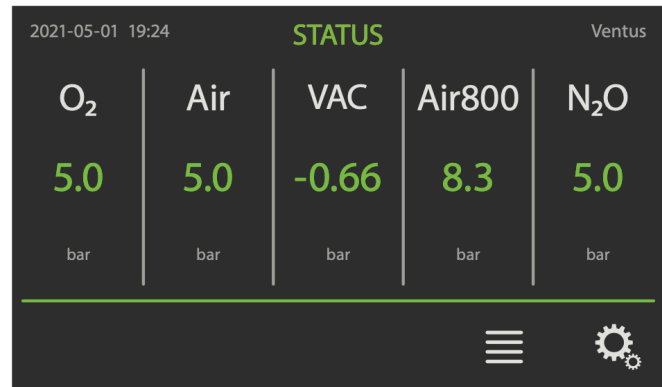 2021-05-01 19:24 STATUS Ventus
O₂ Air VAC Air800 N₂O
5.0 5.0 -0.66 8.3 5.0
bar bar bar bar bar